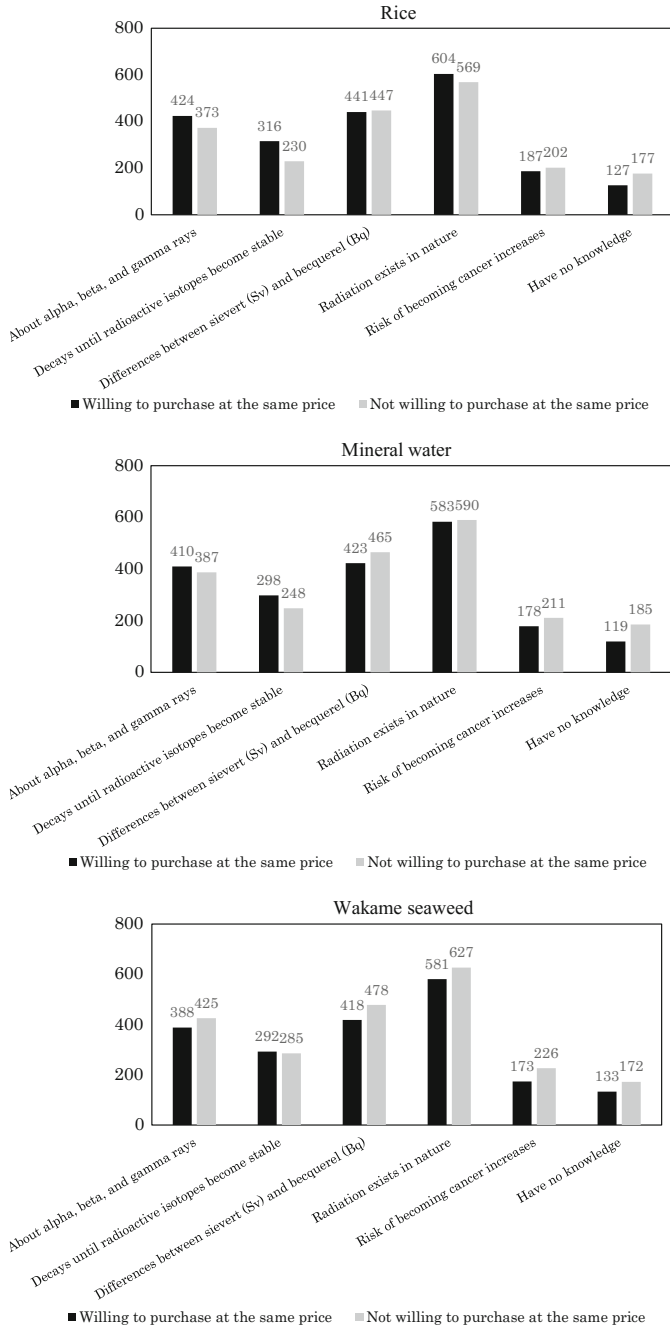 Rice
800
600
400
200
0
424
373
316
230
441
447
604
569
187
202
127
177
About alpha, beta, and gamma rays
Decays until radioactive isotopes become stable
Differences between sievert (Sv) and becquerel (Bq)
Radiation exists in nature
Risk of becoming cancer increases
Have no knowledge
Willing to purchase at the same price
Not willing to purchase at the same price
Mineral water
800
600
400
200
0
410
387
298
248
423
465
583
590
178
211
119
185
About alpha, beta, and gamma rays
Decays until radioactive isotopes become stable
Differences between sievert (Sv) and becquerel (Bq)
Radiation exists in nature
Risk of becoming cancer increases
Have no knowledge
Willing to purchase at the same price
Not willing to purchase at the same price
Wakame seaweed
800
600
400
200
0
388
425
292
285
418
478
581
627
173
226
133
172
About alpha, beta, and gamma rays
Decays until radioactive isotopes become stable
Differences between sievert (Sv) and becquerel (Bq)
Radiation exists in nature
Risk of becoming cancer increases
Have no knowledge
Willing to purchase at the same price
Not willing to purchase at the same price